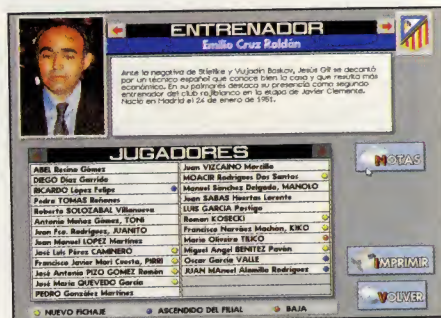 ENTRENADOR
Emilio Cruz Roldán
Ante la negativa de Stielike y Vujadin Boskov, Jesús Gil se decantó
por un técnico español que conoce bien la casa y que resulta más
económico. En su palmarés destaca su presencia como segundo
entrenador del club rojiblanco en la etapa de Javier Clemente.
Nació en Madrid el 24 de enero de 1951.
JUGADORES
ABEL Resino Gómez
DIEGO Díaz Garrido
RICARDO López Felipe
Pedro TOMAS Reñones
Roberto SOLOZABAL Villanueva
Antonio Muñoz Gómez, TONI
Juan Fco. Rodríguez, JUANITO
Juan Manuel LOPEZ Martínez
José Luis Pérez CAMINERO
Francisco Javier Mari Cuesta, PIRRI
José Antonio PIZO GOMEZ Román
José María QUEVEDO García
PEDRO González Martínez
Juan VIZCAINO Morcillo
MOACIR Rodrigues Dos Santos
Manuel Sánchez Delgado, MANOLO
Juan SABAS Huertas Lorente
LUIS GARCIA Postigo
Roman KOSECKI
Francisco Narváez Machón, KIKO
Mario Oliveira TILICO
Miguel Angel BENITEZ Pavón
Oscar García VALLE
JUAN MAnuel Alamillo Rodríguez
NOTAS
IMPRIMIR
VOLVER
NUEVO FICHAJE
ASCENDIDO DEL FILIAL
BAJA